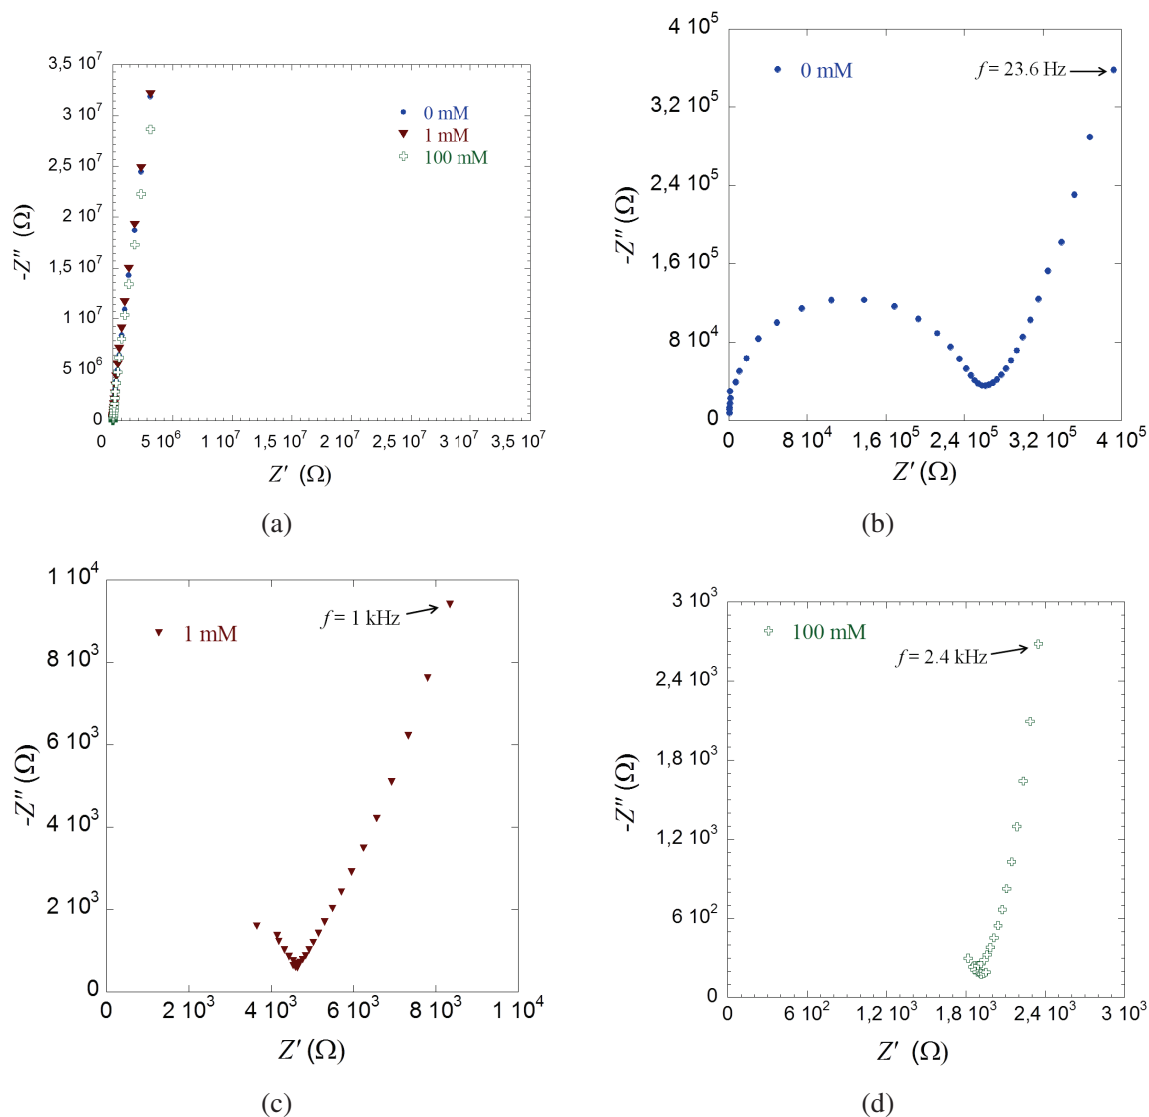 3,5 10⁷
3 10⁷
2,5 10⁷
2 10⁷
1,5 10⁷
1 10⁷
5 10⁶
0
-Z" (Ω)
0 mM
1 mM
100 mM
0 5 10⁶ 1 10⁷ 1,5 10⁷ 2 10⁷ 2,5 10⁷ 3 10⁷ 3,5 10⁷
Z' (Ω)
(a)
4 10⁵
3,2 10⁵
2,4 10⁵
1,6 10⁵
8 10⁴
0
-Z" (Ω)
0 mM
f = 23.6 Hz
0 8 10⁴ 1,6 10⁵ 2,4 10⁵ 3,2 10⁵ 4 10⁵
Z' (Ω)
(b)
1 10⁴
8 10³
6 10³
4 10³
2 10³
0
-Z" (Ω)
1 mM
f = 1 kHz
0 2 10³ 4 10³ 6 10³ 8 10³ 1 10⁴
Z' (Ω)
(c)
3 10³
2,4 10³
1,8 10³
1,2 10³
6 10²
0
-Z" (Ω)
100 mM
f = 2.4 kHz
0 6 10² 1,2 10³ 1,8 10³ 2,4 10³ 3 10³
Z' (Ω)
(d)